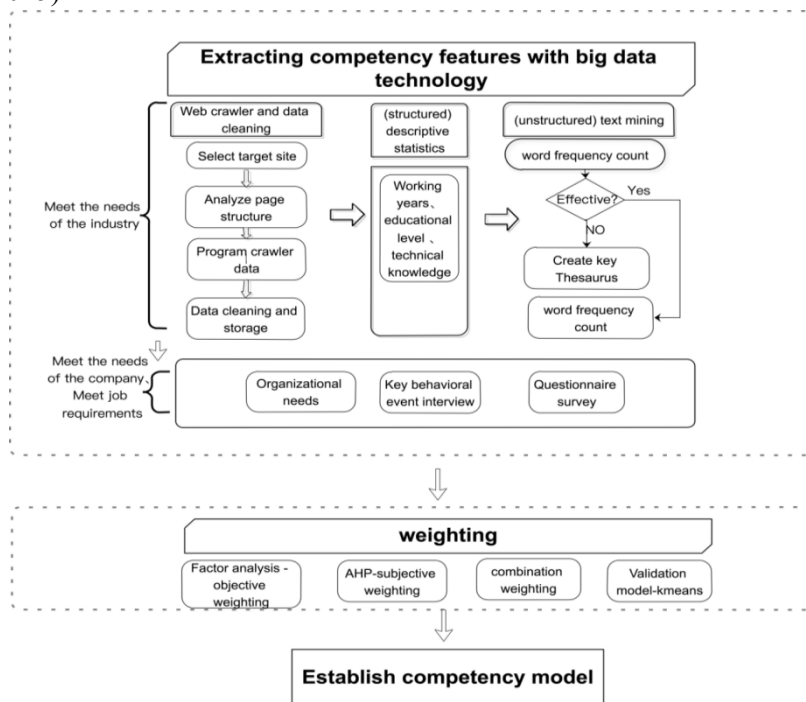 Extracting competency features with big data
technology
Web crawler and data
cleaning
Select target site
Analyze page
structure
Program crawler
data
Data cleaning and
storage
(structured)
descriptive
statistics
Working
years、
educational
level 、
technical
knowledge
(unstructured) text mining
word frequency count
Effective?
Yes
NO
Create key
Thesaurus
word frequency
count
Meet the needs
of the industry
Meet the needs
of the company、
Meet job
requirements
Organizational
needs
Key behavioral
event interview
Questionnaire
survey
weighting
Factor analysis -
objective
weighting
AHP-subjective
weighting
combination
weighting
Validation
model-kmeans
Establish competency model